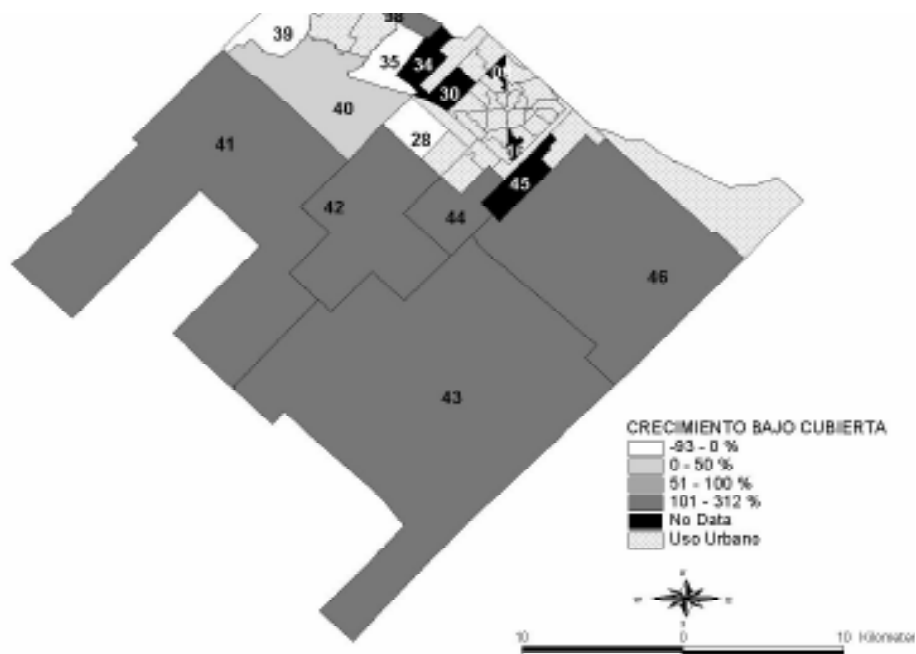 38
39
35
34
30
40
28
41
45
42
44
46
43
CRECIMIENTO BAJO CUBIERTA
-93 - 0 %
0 - 50 %
51 - 100 %
101 - 312 %
No Data
Uso Urbano
10 0 10 Kilometer